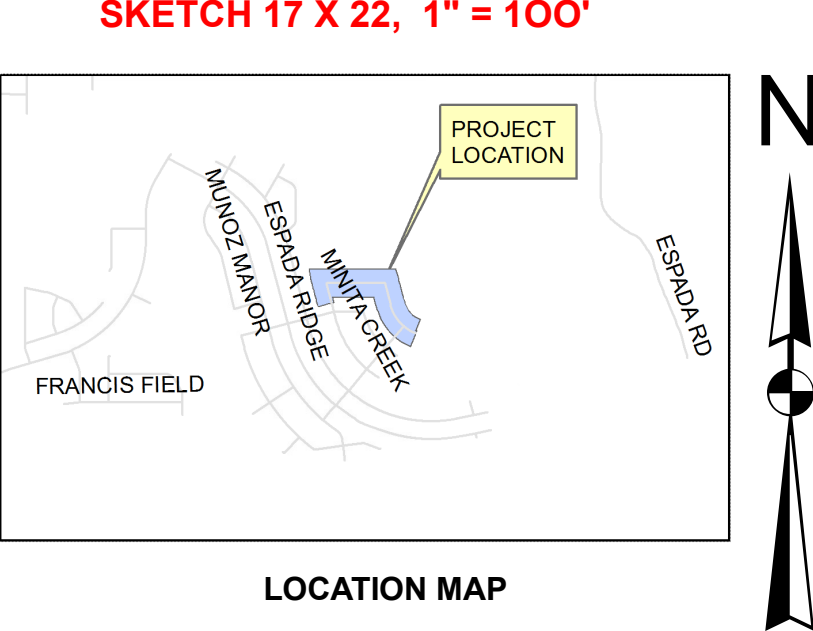 SKETCH 17 X 22, 1" = 1OO'
N
PROJECT
LOCATION
MUNOZ MANOR
ESPADA RIDGE
MINITA CREEK
ESPADA RD
FRANCIS FIELD
LOCATION MAP